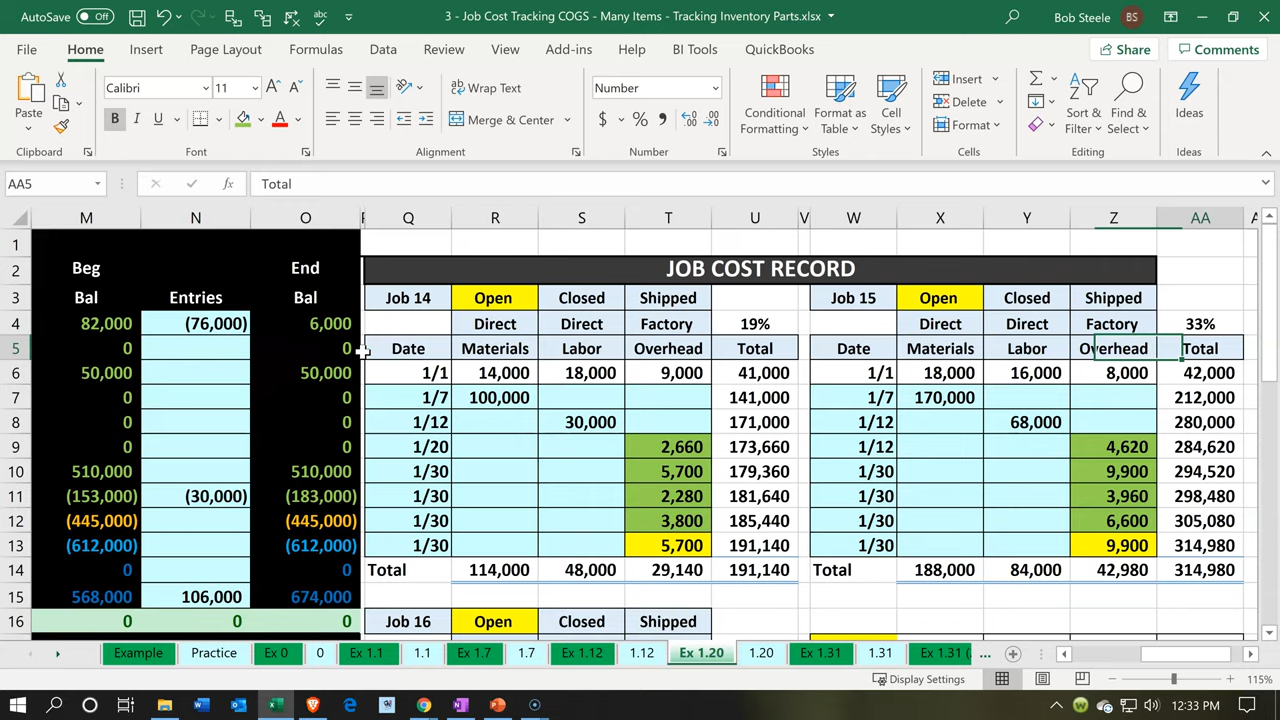 AutoSave Off 3 - Job Cost Tracking COGS - Many Items - Tracking Inventory Parts.xlsx Bob Steele BS
File Home Insert Page Layout Formulas Data Review View Add-ins Help BI Tools QuickBooks Share Comments
Paste Calibri 11 Wrap Text Number Conditional Formatting Format as Table Cell Styles Insert Sort & Filter Find & Select Ideas
B I U A Merge & Center $ % Delete Format
Clipboard Font Alignment Number Styles Cells Editing Ideas
AA5 fx Total
M N O Q R S T U V W X Y Z AA
1
2 Beg End JOB COST RECORD
3 Bal Entries Bal Job 14 Open Closed Shipped Job 15 Open Closed Shipped
4 82,000 (76,000) 6,000 Direct Direct Factory 19% Direct Direct Factory 33%
5 0 0 Date Materials Labor Overhead Total Date Materials Labor Overhead Total
6 50,000 50,000 1/1 14,000 18,000 9,000 41,000 1/1 18,000 16,000 8,000 42,000
7 0 0 1/7 100,000 141,000 1/7 170,000 212,000
8 0 0 1/12 30,000 171,000 1/12 68,000 280,000
9 0 0 1/20 2,660 173,660 1/12 4,620 284,620
10 510,000 510,000 1/30 5,700 179,360 1/30 9,900 294,520
11 (153,000) (30,000) (183,000) 1/30 2,280 181,640 1/30 3,960 298,480
12 (445,000) (445,000) 1/30 3,800 185,440 1/30 6,600 305,080
13 (612,000) (612,000) 1/30 5,700 191,140 1/30 9,900 314,980
14 0 0 Total 114,000 48,000 29,140 191,140 Total 188,000 84,000 42,980 314,980
15 568,000 106,000 674,000
16 0 0 0 Job 16 Open Closed Shipped
Example Practice Ex 0 0 Ex 1.1 1.1 Ex 1.7 1.7 Ex 1.12 1.12 Ex 1.20 1.20 Ex 1.31 1.31 Ex 1.31 ( ...
Display Settings 115%
12:33 PM